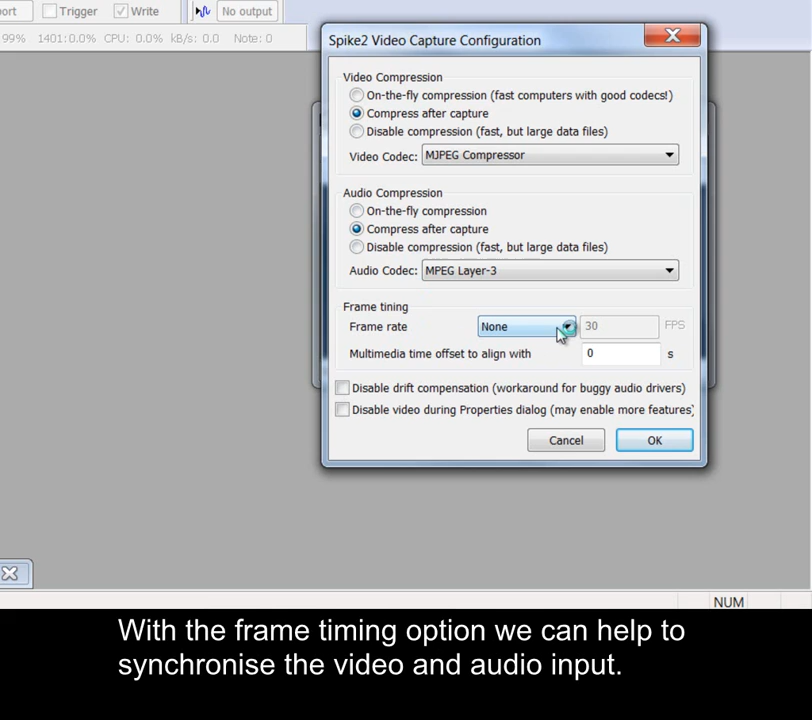 port Trigger Write No output
99% 1401:0.0% CPU: 0.0% kB/s: 0.0 Note: 0
Spike2 Video Capture Configuration
Video Compression
On-the-fly compression (fast computers with good codecs!)
Compress after capture
Disable compression (fast, but large data files)
Video Codec: MJPEG Compressor
Audio Compression
On-the-fly compression
Compress after capture
Disable compression (fast, but large data files)
Audio Codec: MPEG Layer-3
Frame timing
Frame rate None 30 FPS
Multimedia time offset to align with 0 s
Disable drift compensation (workaround for buggy audio drivers)
Disable video during Properties dialog (may enable more features)
Cancel OK
NUM
With the frame timing option we can help to
synchronise the video and audio input.